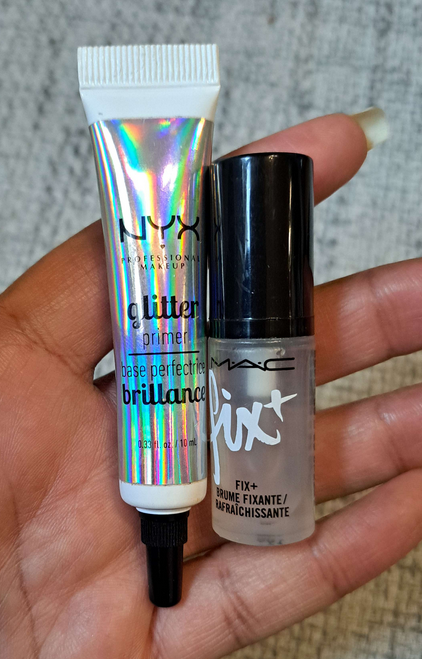 NYX
PROFESSIONAL
MAKEUP
glitter
primer
base perfectrice
brillance
0.33 fl. oz. / 10 mL
MAC
fix+
FIX+
BRUME FIXANTE/
RAFRAÎCHISSANTE